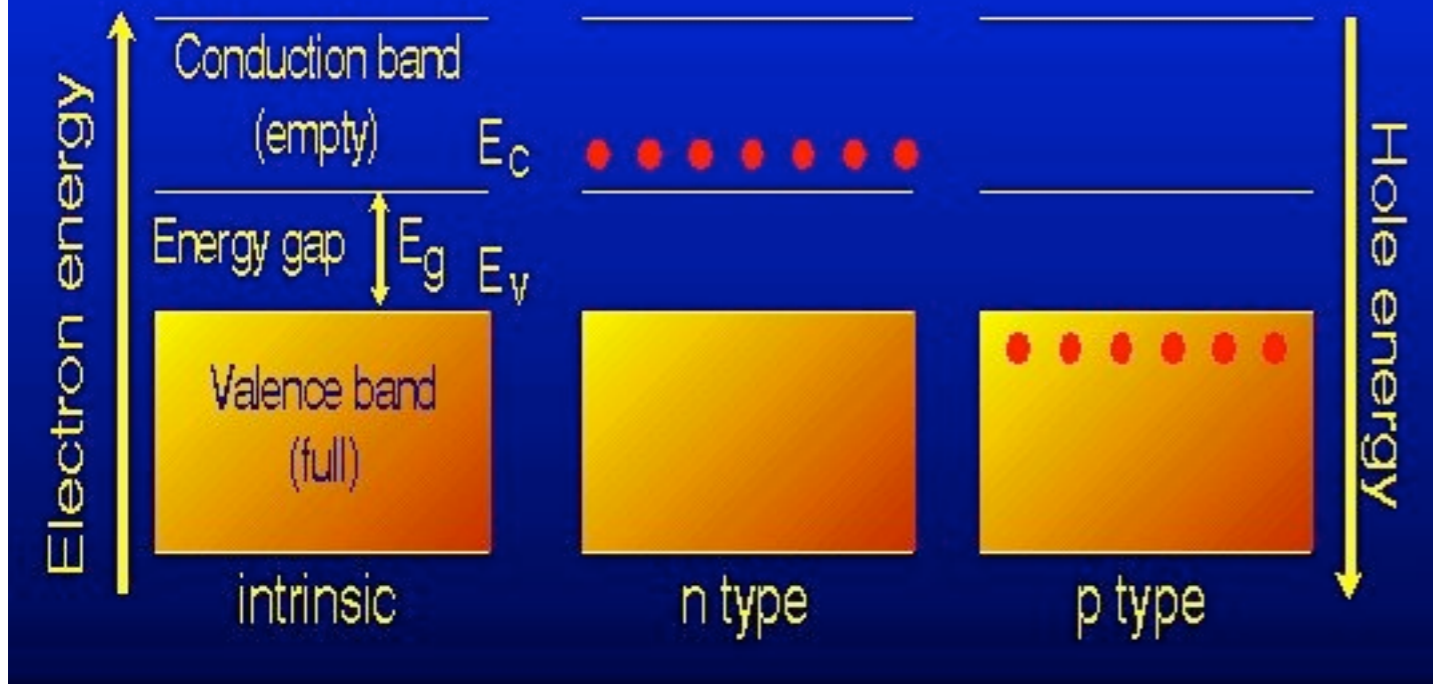 Electron energy
Conduction band
(empty)
E_c
Energy gap
E_g
E_v
Valence band
(full)
intrinsic
n type
p type
Hole energy